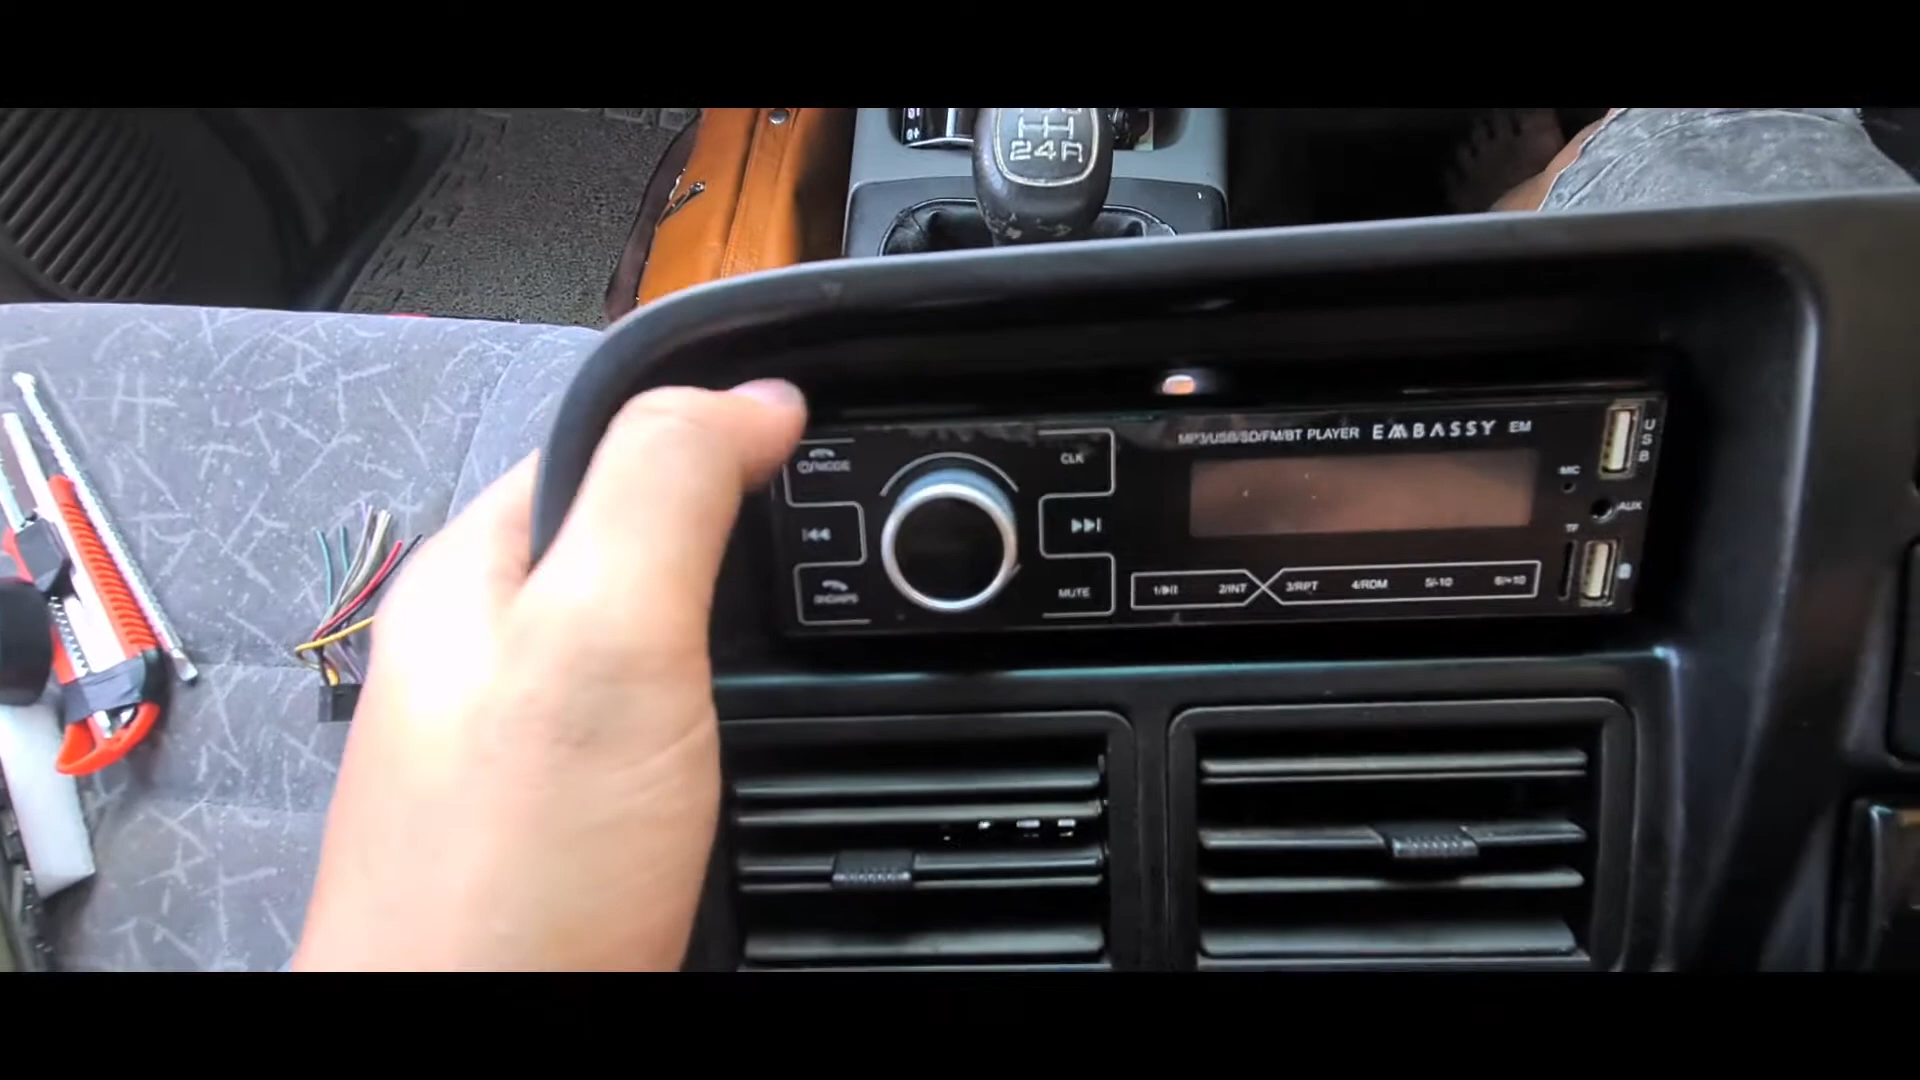 24R
MP3/USB/SD/FM/BT PLAYER EMBASSY EM
USB
⏻/MODE
CLK
MIC
AUX
TF
MUTE
1/▶II 2/INT 3/RPT 4/RDM 5/-10 6/+10